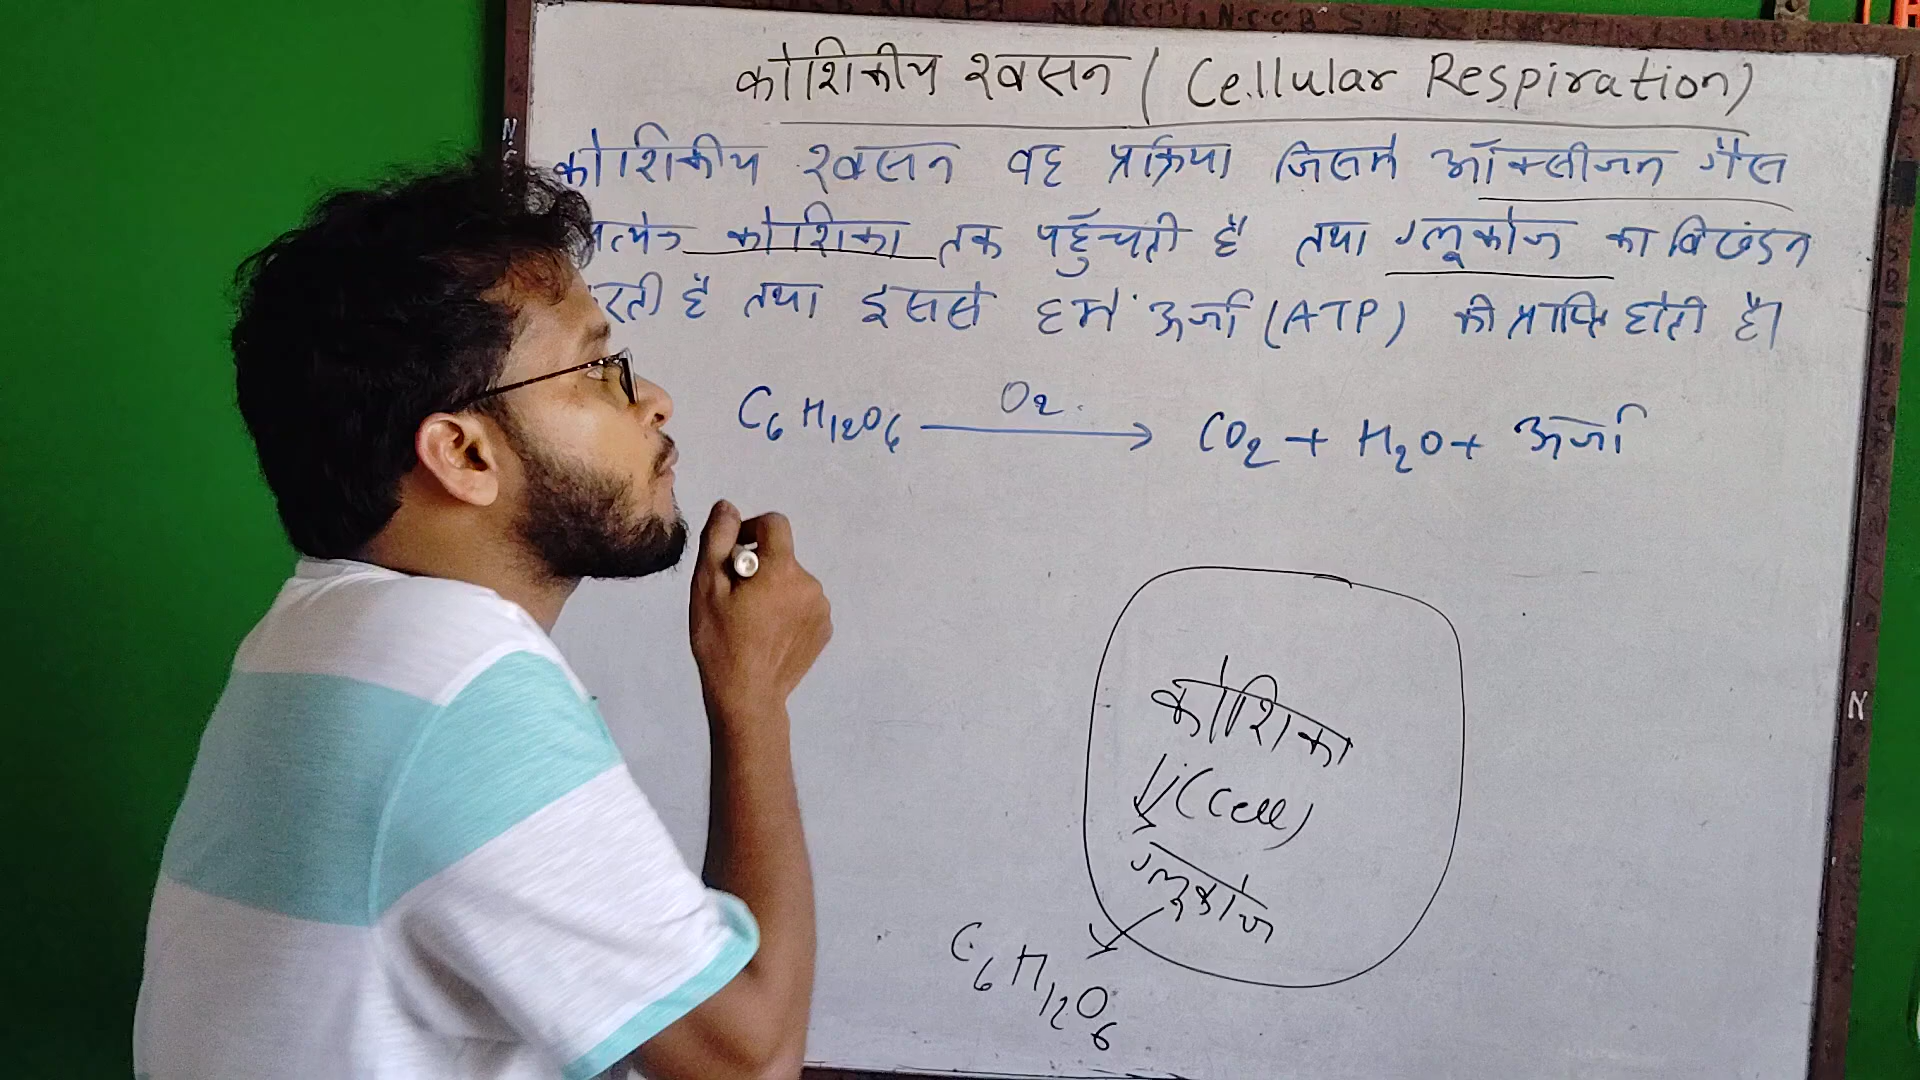 कोशिकीय श्वसन ( Cellular Respiration)
कोशिकीय श्वसन वह प्रक्रिया जिसमे ऑक्सीजन गैस
प्रत्येक कोशिका तक पहुँचती है तथा ग्लूकोज का विखंडन
करती है तथा इससे हमें ऊर्जा (ATP) की प्राप्ति होती है।
C₆H₁₂O₆ —O₂→ CO₂ + H₂O + ऊर्जा
कोशिका
(Cell)
ग्लूकोज
C₆H₁₂O₆
N